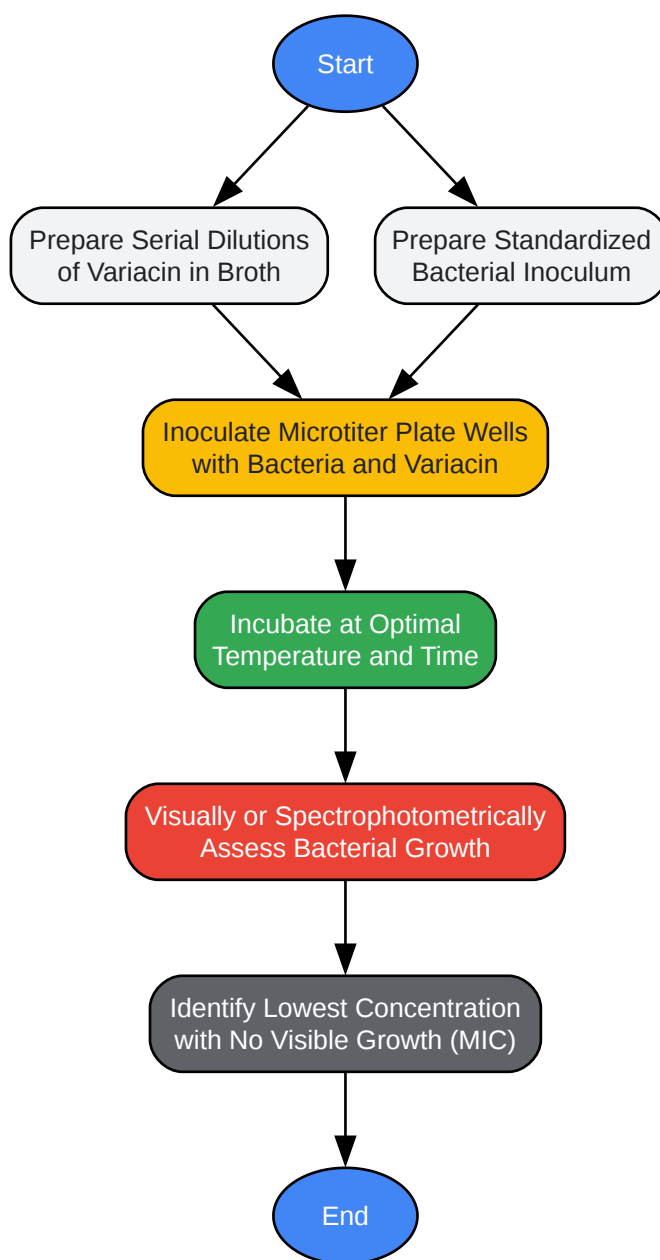 Start
Prepare Serial Dilutions
of Variacin in Broth
Prepare Standardized
Bacterial Inoculum
Inoculate Microtiter Plate Wells
with Bacteria and Variacin
Incubate at Optimal
Temperature and Time
Visually or Spectrophotometrically
Assess Bacterial Growth
Identify Lowest Concentration
with No Visible Growth (MIC)
End